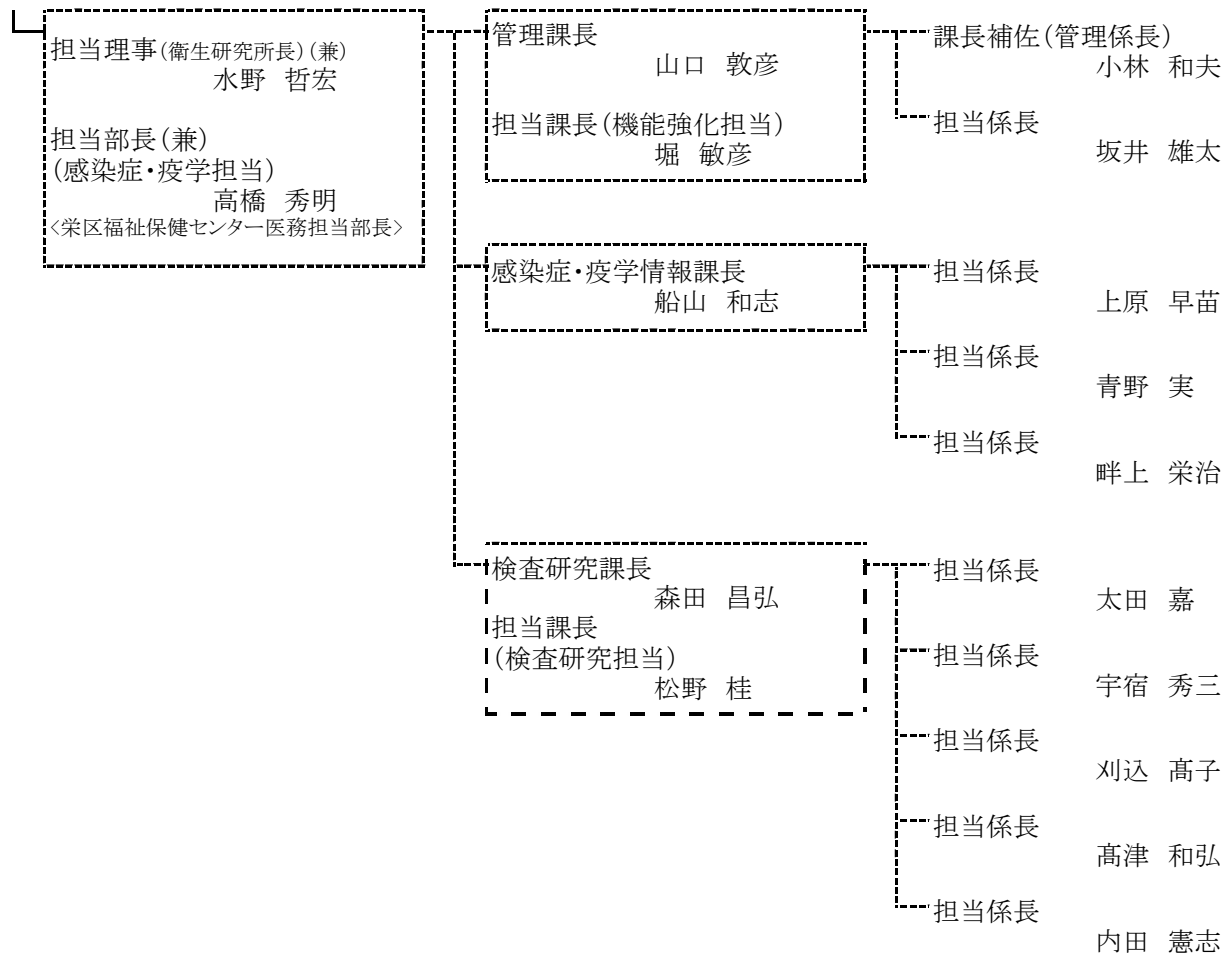 担当理事(衛生研究所長)(兼)
水野 哲宏
担当部長(兼)
(感染症・疫学担当)
高橋 秀明
<栄区福祉保健センター医務担当部長>
管理課長
山口 敦彦
担当課長(機能強化担当)
堀 敏彦
課長補佐(管理係長)
小林 和夫
担当係長
坂井 雄太
感染症・疫学情報課長
船山 和志
担当係長
上原 早苗
担当係長
青野 実
担当係長
畔上 栄治
検査研究課長
森田 昌弘
担当課長
(検査研究担当)
松野 桂
担当係長
太田 嘉
担当係長
宇宿 秀三
担当係長
刈込 髙子
担当係長
髙津 和弘
担当係長
内田 憲志